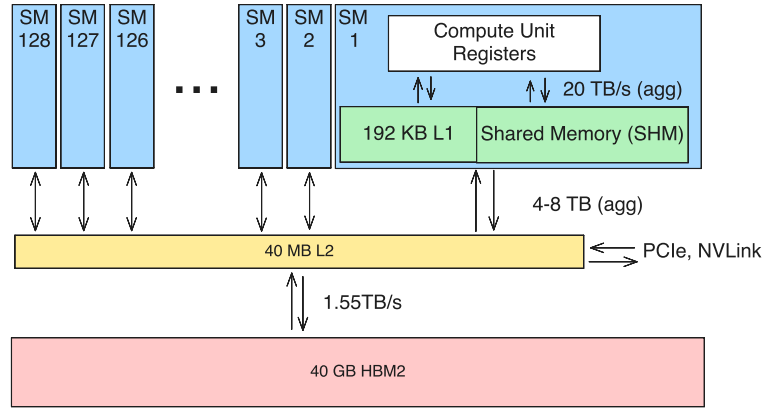 SM
128
SM
127
SM
126
...
SM
3
SM
2
SM
1
Compute Unit
Registers
20 TB/s (agg)
192 KB L1
Shared Memory (SHM)
4-8 TB (agg)
40 MB L2
PCIe, NVLink
1.55TB/s
40 GB HBM2